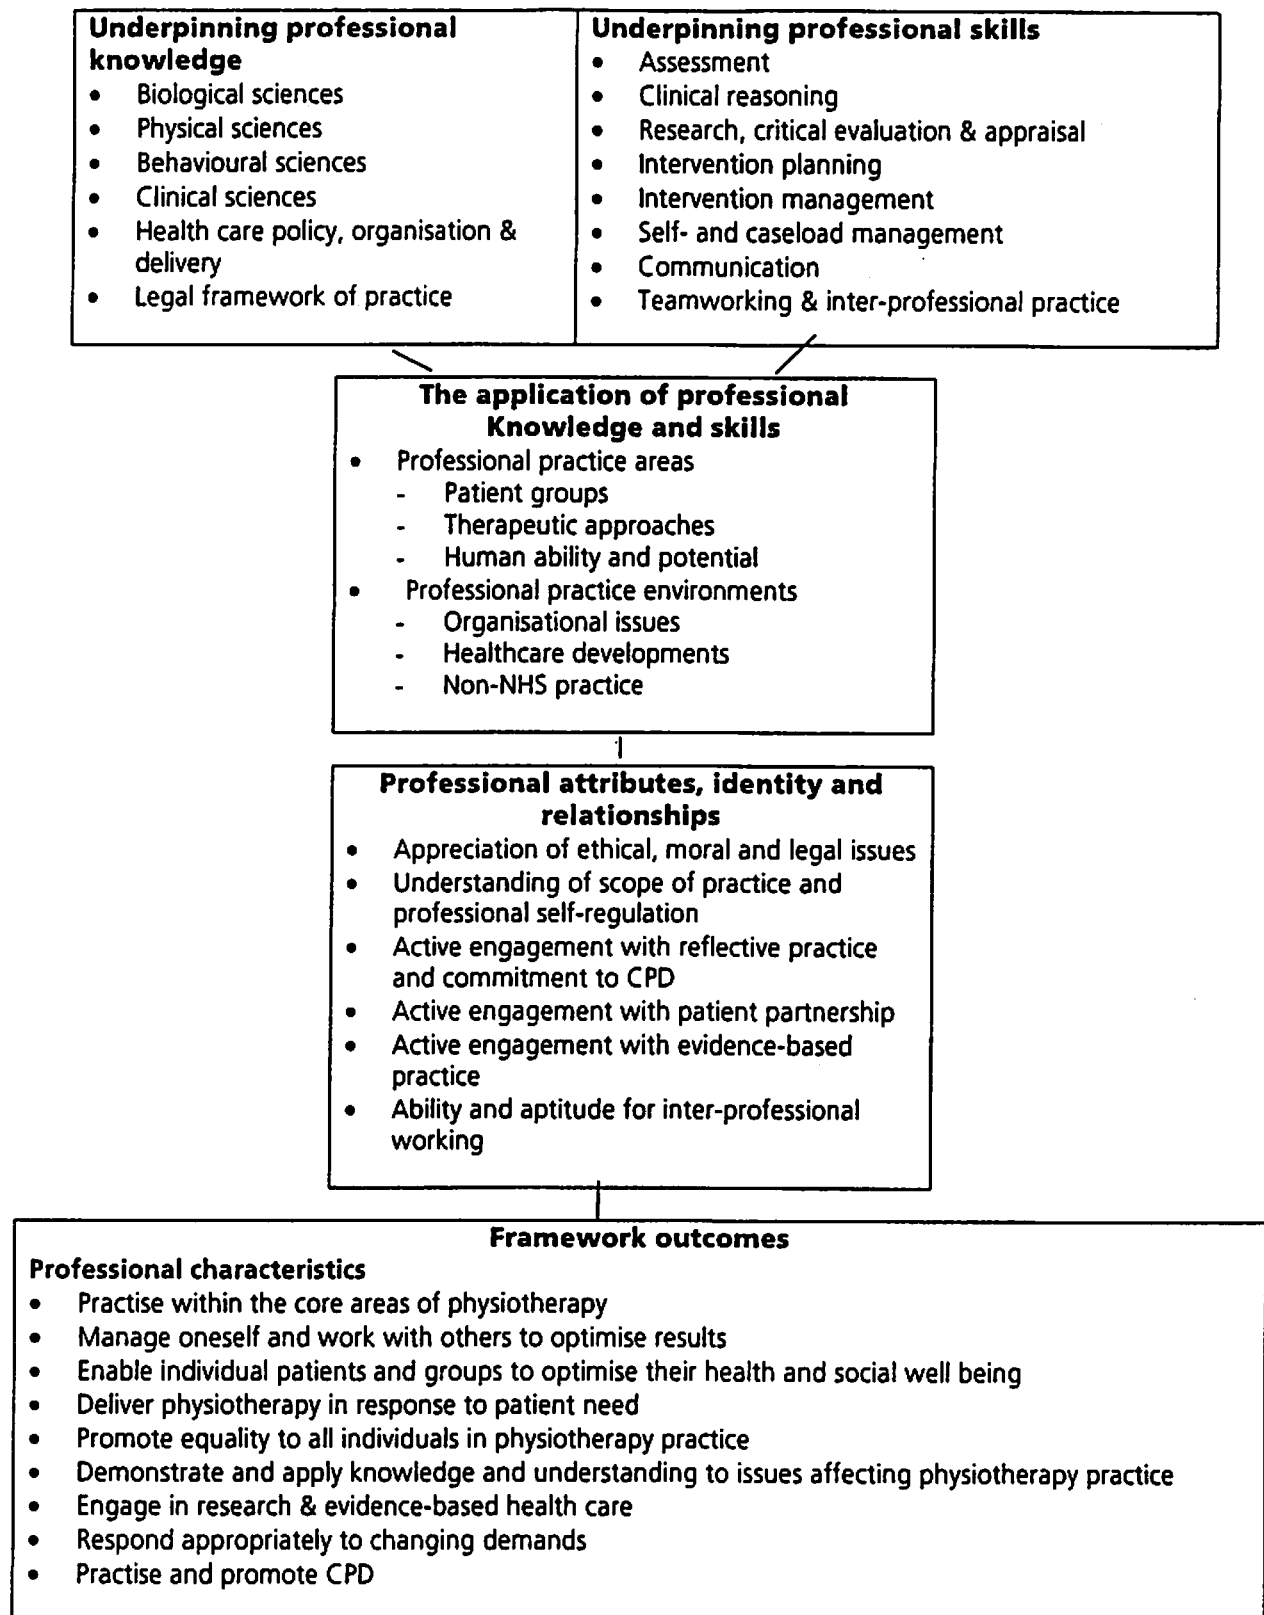 Underpinning professional
knowledge
• Biological sciences
• Physical sciences
• Behavioural sciences
• Clinical sciences
• Health care policy, organisation &
delivery
• Legal framework of practice
Underpinning professional skills
• Assessment
• Clinical reasoning
• Research, critical evaluation & appraisal
• Intervention planning
• Intervention management
• Self- and caseload management
• Communication
• Teamworking & inter-professional practice
The application of professional
Knowledge and skills
• Professional practice areas
- Patient groups
- Therapeutic approaches
- Human ability and potential
• Professional practice environments
- Organisational issues
- Healthcare developments
- Non-NHS practice
Professional attributes, identity and
relationships
• Appreciation of ethical, moral and legal issues
• Understanding of scope of practice and
professional self-regulation
• Active engagement with reflective practice
and commitment to CPD
• Active engagement with patient partnership
• Active engagement with evidence-based
practice
• Ability and aptitude for inter-professional
working
Framework outcomes
Professional characteristics
• Practise within the core areas of physiotherapy
• Manage oneself and work with others to optimise results
• Enable individual patients and groups to optimise their health and social well being
• Deliver physiotherapy in response to patient need
• Promote equality to all individuals in physiotherapy practice
• Demonstrate and apply knowledge and understanding to issues affecting physiotherapy practice
• Engage in research & evidence-based health care
• Respond appropriately to changing demands
• Practise and promote CPD